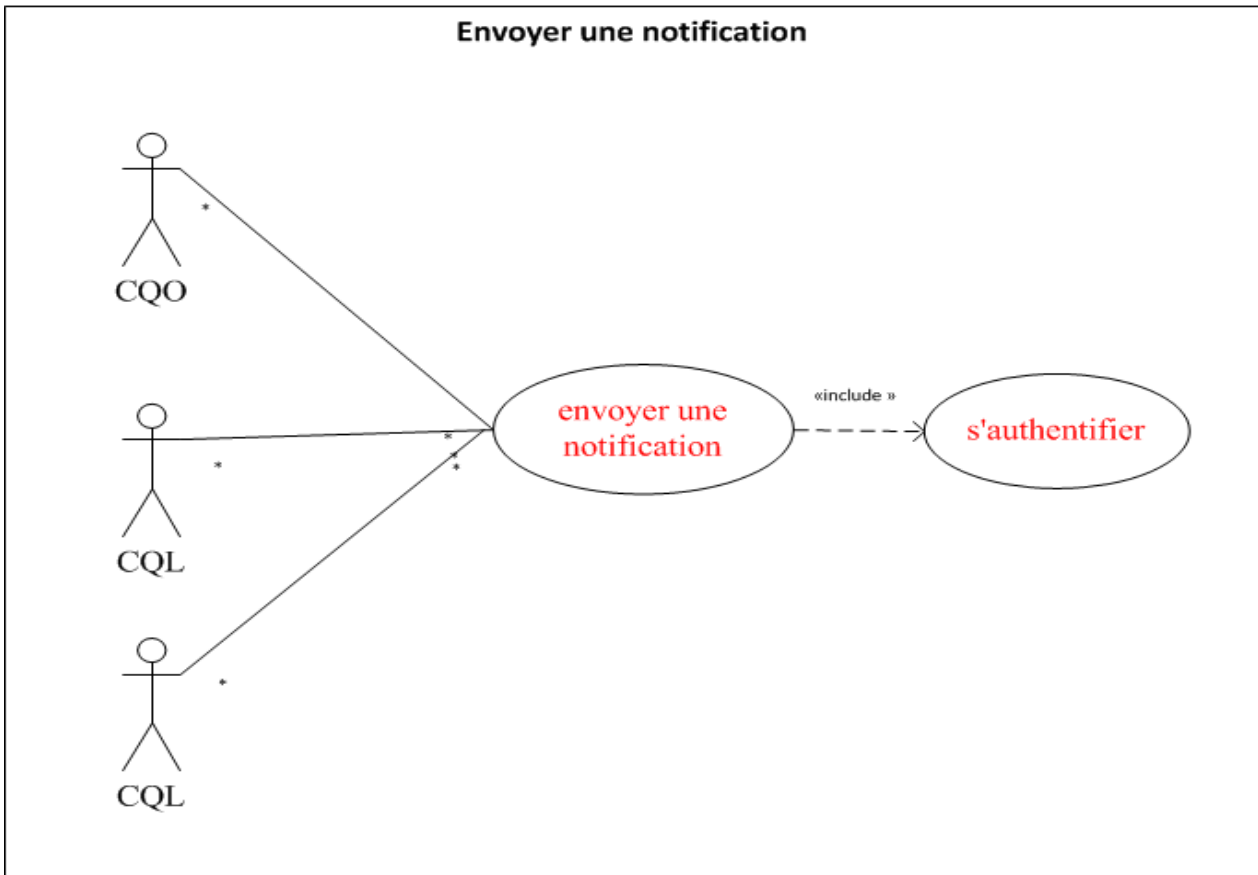 Envoyer une notification
*
CQO
envoyer une
notification
«include »
s'authentifier
*
*
*
*
CQL
*
CQL